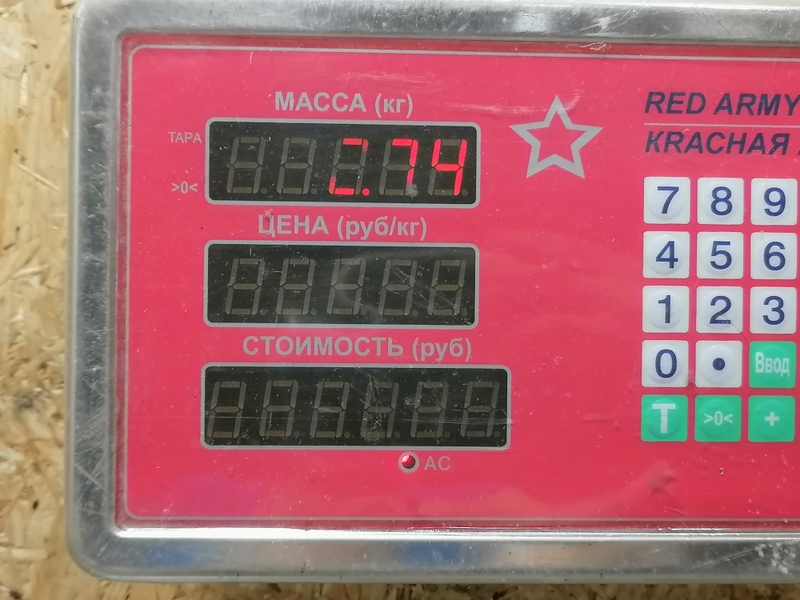 МАССА (кг)
ТАРА
2.74
>0<
ЦЕНА (руб/кг)
СТОИМОСТЬ (руб)
AC
RED ARMY
КРАСНАЯ
7 8 9
4 5 6
1 2 3
0 • Ввод
T >0< +